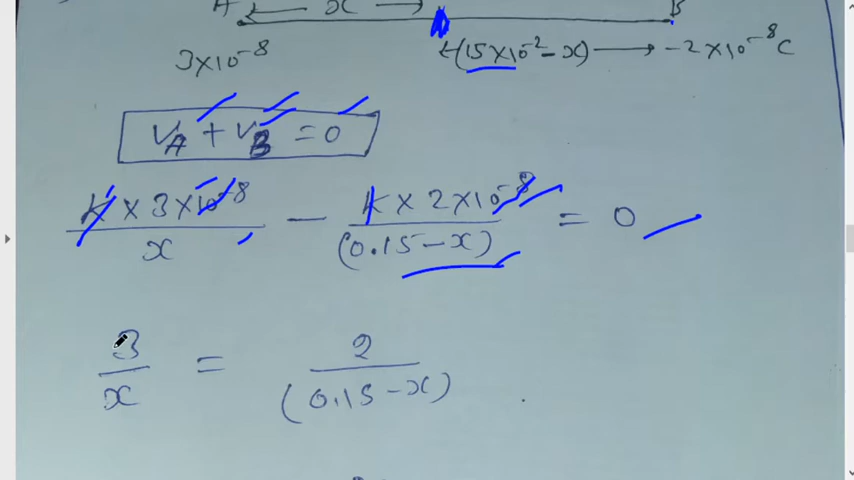 A ← x → B
3×10⁻⁸ ←(15×10⁻²−x)→ −2×10⁻⁸C
V_A + V_B = 0
K×3×10⁻⁸/x − K×2×10⁻⁸/(0.15−x) = 0
3/x = 2/(0.15−x)